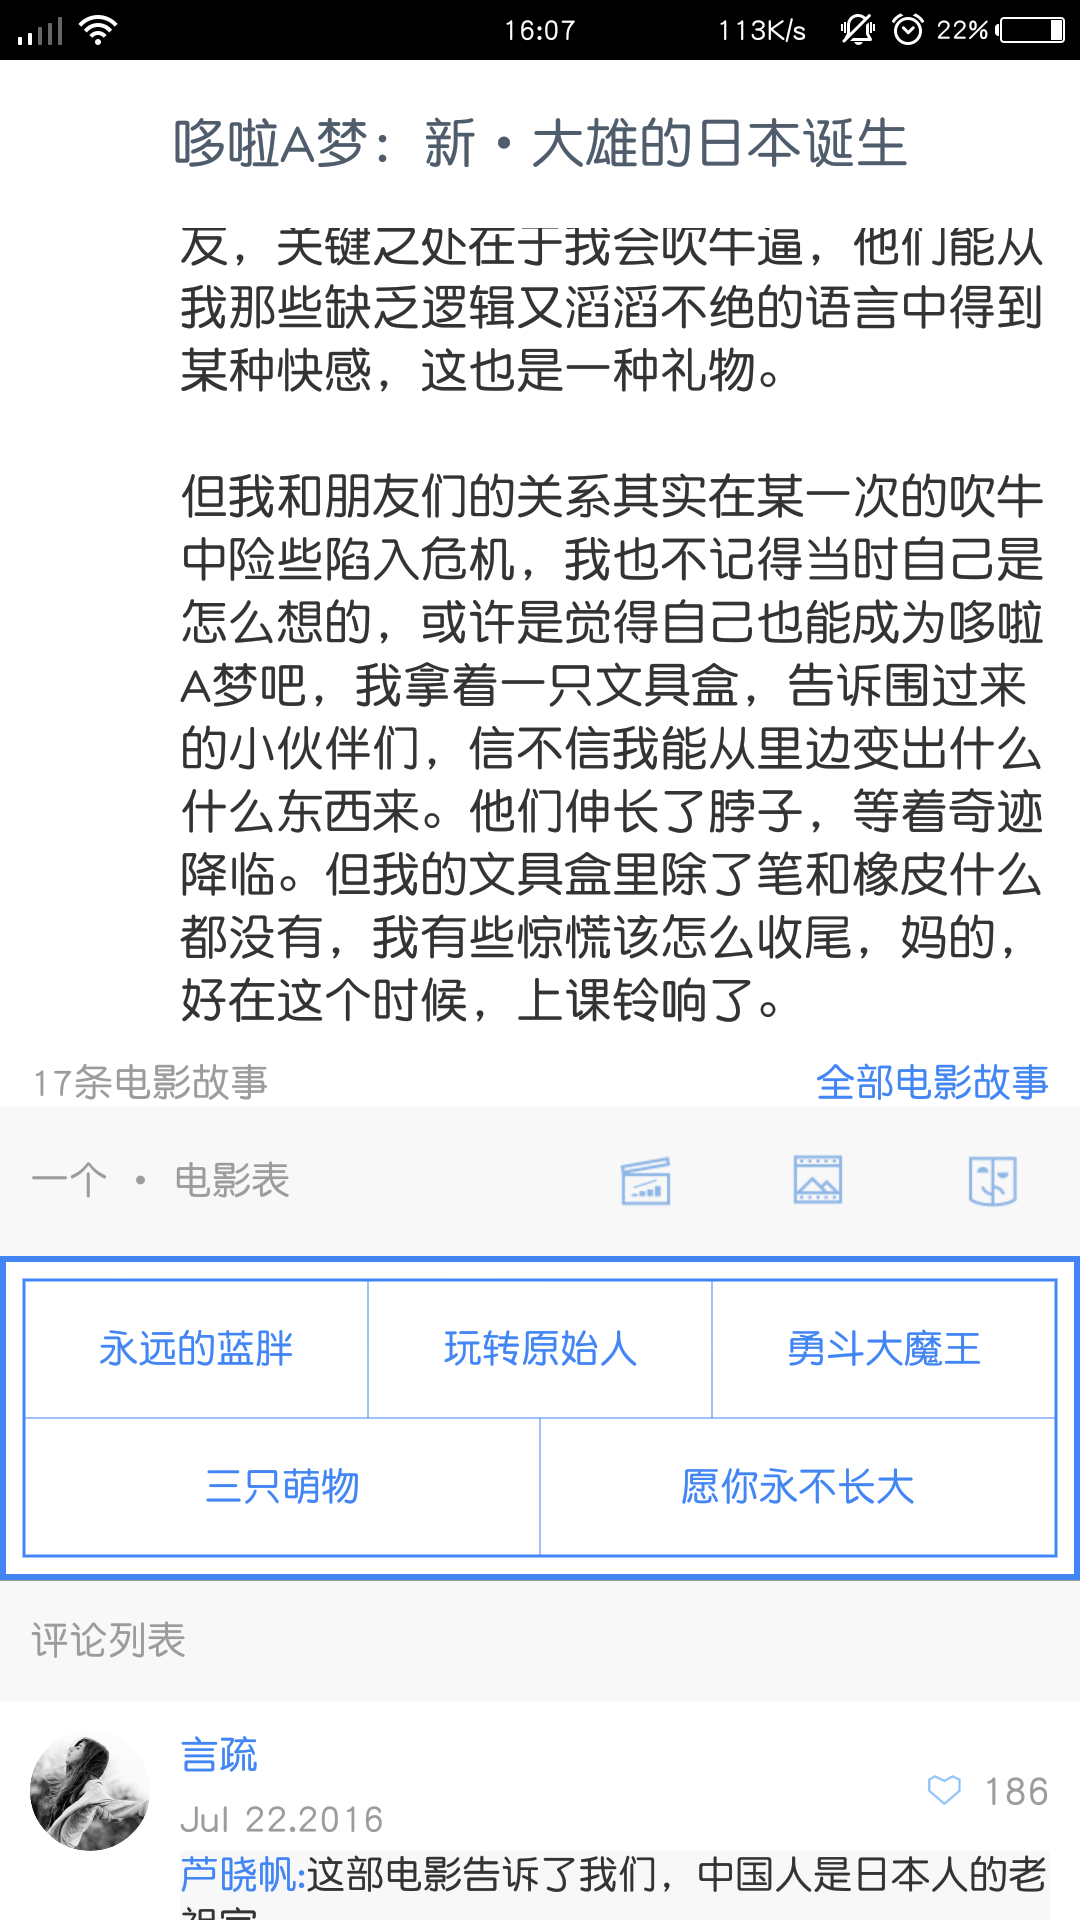 16:07 113K/s 22%
哆啦A梦：新·大雄的日本诞生
友，关键之处在于我会吹牛逼，他们能从
我那些缺乏逻辑又滔滔不绝的语言中得到
某种快感，这也是一种礼物。
但我和朋友们的关系其实在某一次的吹牛
中险些陷入危机，我也不记得当时自己是
怎么想的，或许是觉得自己也能成为哆啦
A梦吧，我拿着一只文具盒，告诉围过来
的小伙伴们，信不信我能从里边变出什么
什么东西来。他们伸长了脖子，等着奇迹
降临。但我的文具盒里除了笔和橡皮什么
都没有，我有些惊慌该怎么收尾，妈的，
好在这个时候，上课铃响了。
17条电影故事 全部电影故事
一个 · 电影表
永远的蓝胖 玩转原始人 勇斗大魔王
三只萌物 愿你永不长大
评论列表
言疏
Jul 22.2016 186
芦晓帆:这部电影告诉了我们，中国人是日本人的老
祖宗